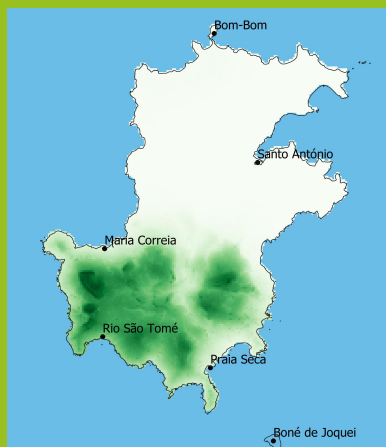 Bom-Bom
Santo António
Maria Correia
Rio São Tomé
Praia Seca
Boné de Joquei